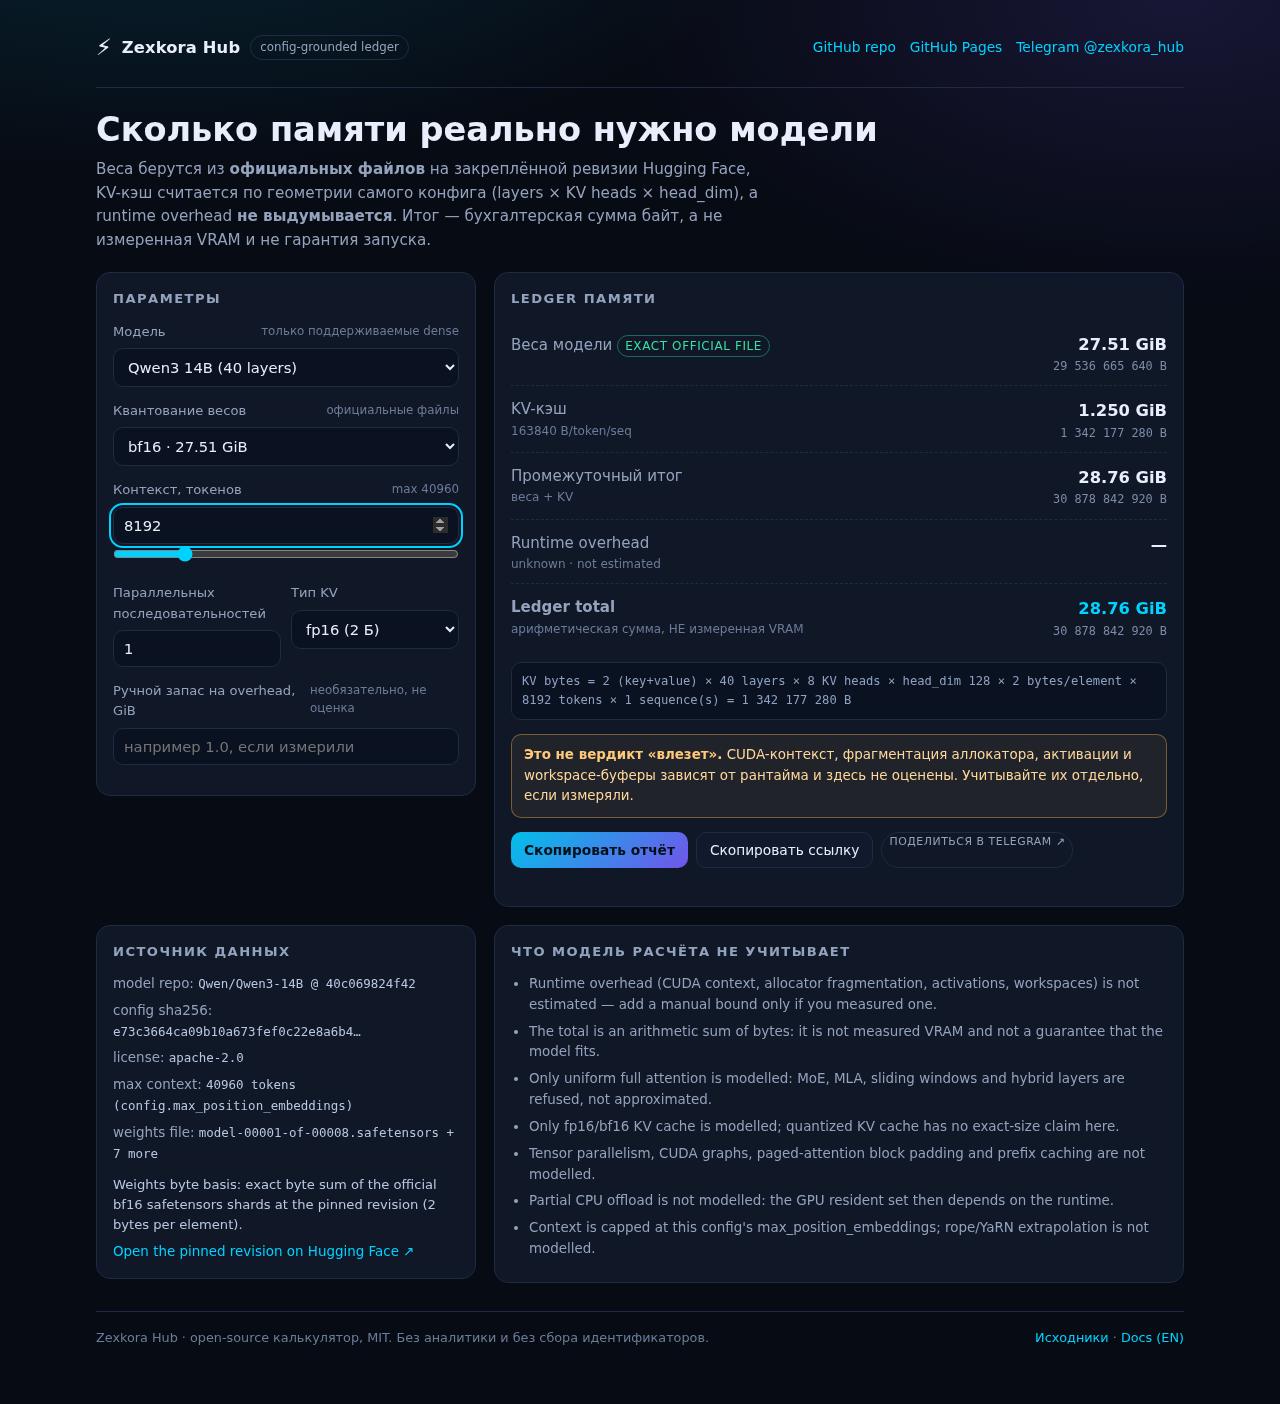 ⚡ Zexkora Hub config-grounded ledger
GitHub repo GitHub Pages Telegram @zexkora_hub
Сколько памяти реально нужно модели
Веса берутся из официальных файлов на закреплённой ревизии Hugging Face,
KV-кэш считается по геометрии самого конфига (layers × KV heads × head_dim), а
runtime overhead не выдумывается. Итог — бухгалтерская сумма байт, а не
измеренная VRAM и не гарантия запуска.
ПАРАМЕТРЫ
Модель только поддерживаемые dense
Qwen3 14B (40 layers)
Квантование весов официальные файлы
bf16 · 27.51 GiB
Контекст, токенов max 40960
8192
Параллельных
последовательностей
1
Тип KV
fp16 (2 Б)
Ручной запас на overhead,
GiB
необязательно, не
оценка
например 1.0, если измерили
LEDGER ПАМЯТИ
Веса модели EXACT OFFICIAL FILE 27.51 GiB
29 536 665 640 B
KV-кэш 1.250 GiB
163840 B/token/seq 1 342 177 280 B
Промежуточный итог 28.76 GiB
веса + KV 30 878 842 920 B
Runtime overhead —
unknown · not estimated
Ledger total 28.76 GiB
арифметическая сумма, НЕ измеренная VRAM 30 878 842 920 B
KV bytes = 2 (key+value) × 40 layers × 8 KV heads × head_dim 128 × 2 bytes/element ×
8192 tokens × 1 sequence(s) = 1 342 177 280 B
Это не вердикт «влезет». CUDA-контекст, фрагментация аллокатора, активации и
workspace-буферы зависят от рантайма и здесь не оценены. Учитывайте их отдельно,
если измеряли.
Скопировать отчёт Скопировать ссылку ПОДЕЛИТЬСЯ В TELEGRAM ↗
ИСТОЧНИК ДАННЫХ
model repo: Qwen/Qwen3-14B @ 40c069824f42
config sha256:
e73c3664ca09b10a673fef0c22e8a6b4…
license: apache-2.0
max context: 40960 tokens
(config.max_position_embeddings)
weights file: model-00001-of-00008.safetensors +
7 more
Weights byte basis: exact byte sum of the official
bf16 safetensors shards at the pinned revision (2
bytes per element).
Open the pinned revision on Hugging Face ↗
ЧТО МОДЕЛЬ РАСЧЁТА НЕ УЧИТЫВАЕТ
• Runtime overhead (CUDA context, allocator fragmentation, activations, workspaces) is not
estimated — add a manual bound only if you measured one.
• The total is an arithmetic sum of bytes: it is not measured VRAM and not a guarantee that the
model fits.
• Only uniform full attention is modelled: MoE, MLA, sliding windows and hybrid layers are
refused, not approximated.
• Only fp16/bf16 KV cache is modelled; quantized KV cache has no exact-size claim here.
• Tensor parallelism, CUDA graphs, paged-attention block padding and prefix caching are not
modelled.
• Partial CPU offload is not modelled: the GPU resident set then depends on the runtime.
• Context is capped at this config's max_position_embeddings; rope/YaRN extrapolation is not
modelled.
Zexkora Hub · open-source калькулятор, MIT. Без аналитики и без сбора идентификаторов.
Исходники · Docs (EN)